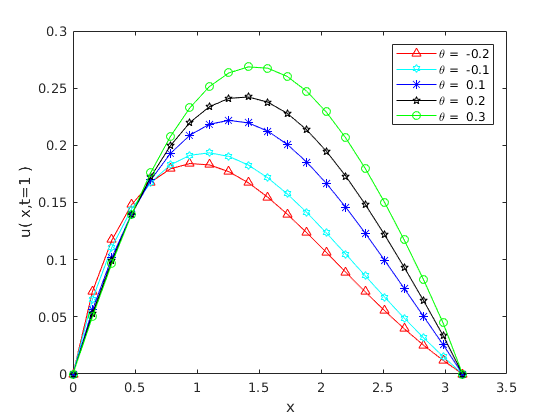 0.3
0.25
0.2
0.15
0.1
0.05
0
u( x,t=1 )
0
0.5
1
1.5
2
2.5
3
3.5
x
θ = -0.2
θ = -0.1
θ = 0.1
θ = 0.2
θ = 0.3